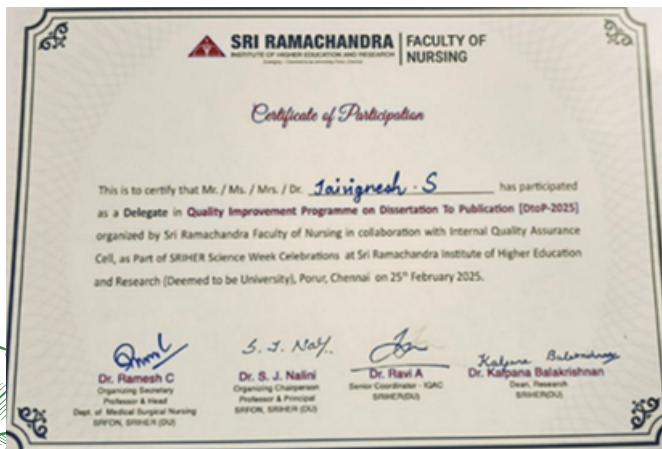 SRI RAMACHANDRA
INSTITUTE OF HIGHER EDUCATION AND RESEARCH
FACULTY OF
NURSING
Certificate of Participation
This is to certify that Mr. / Ms. / Mrs. / Dr. Jaivignesh . S has participated
as a Delegate in Quality Improvement Programme on Dissertation To Publication [DtoP-2025]
organized by Sri Ramachandra Faculty of Nursing in collaboration with Internal Quality Assurance
Cell, as Part of SRIHER Science Week Celebrations at Sri Ramachandra Institute of Higher Education
and Research (Deemed to be University), Porur, Chennai on 25th February 2025.
S. J. Nal
Kalpana Balakrishnan
Dr. Ramesh C
Organizing Secretary
Professor & Head
Dept. of Medical Surgical Nursing
SRFON, SRIHER (DU)
Dr. S. J. Nalini
Organizing Chairperson
Professor & Principal
SRFON, SRIHER (DU)
Dr. Ravi A
Senior Coordinator - IQAC
SRIHER(DU)
Dr. Kalpana Balakrishnan
Dean, Research
SRIHER(DU)